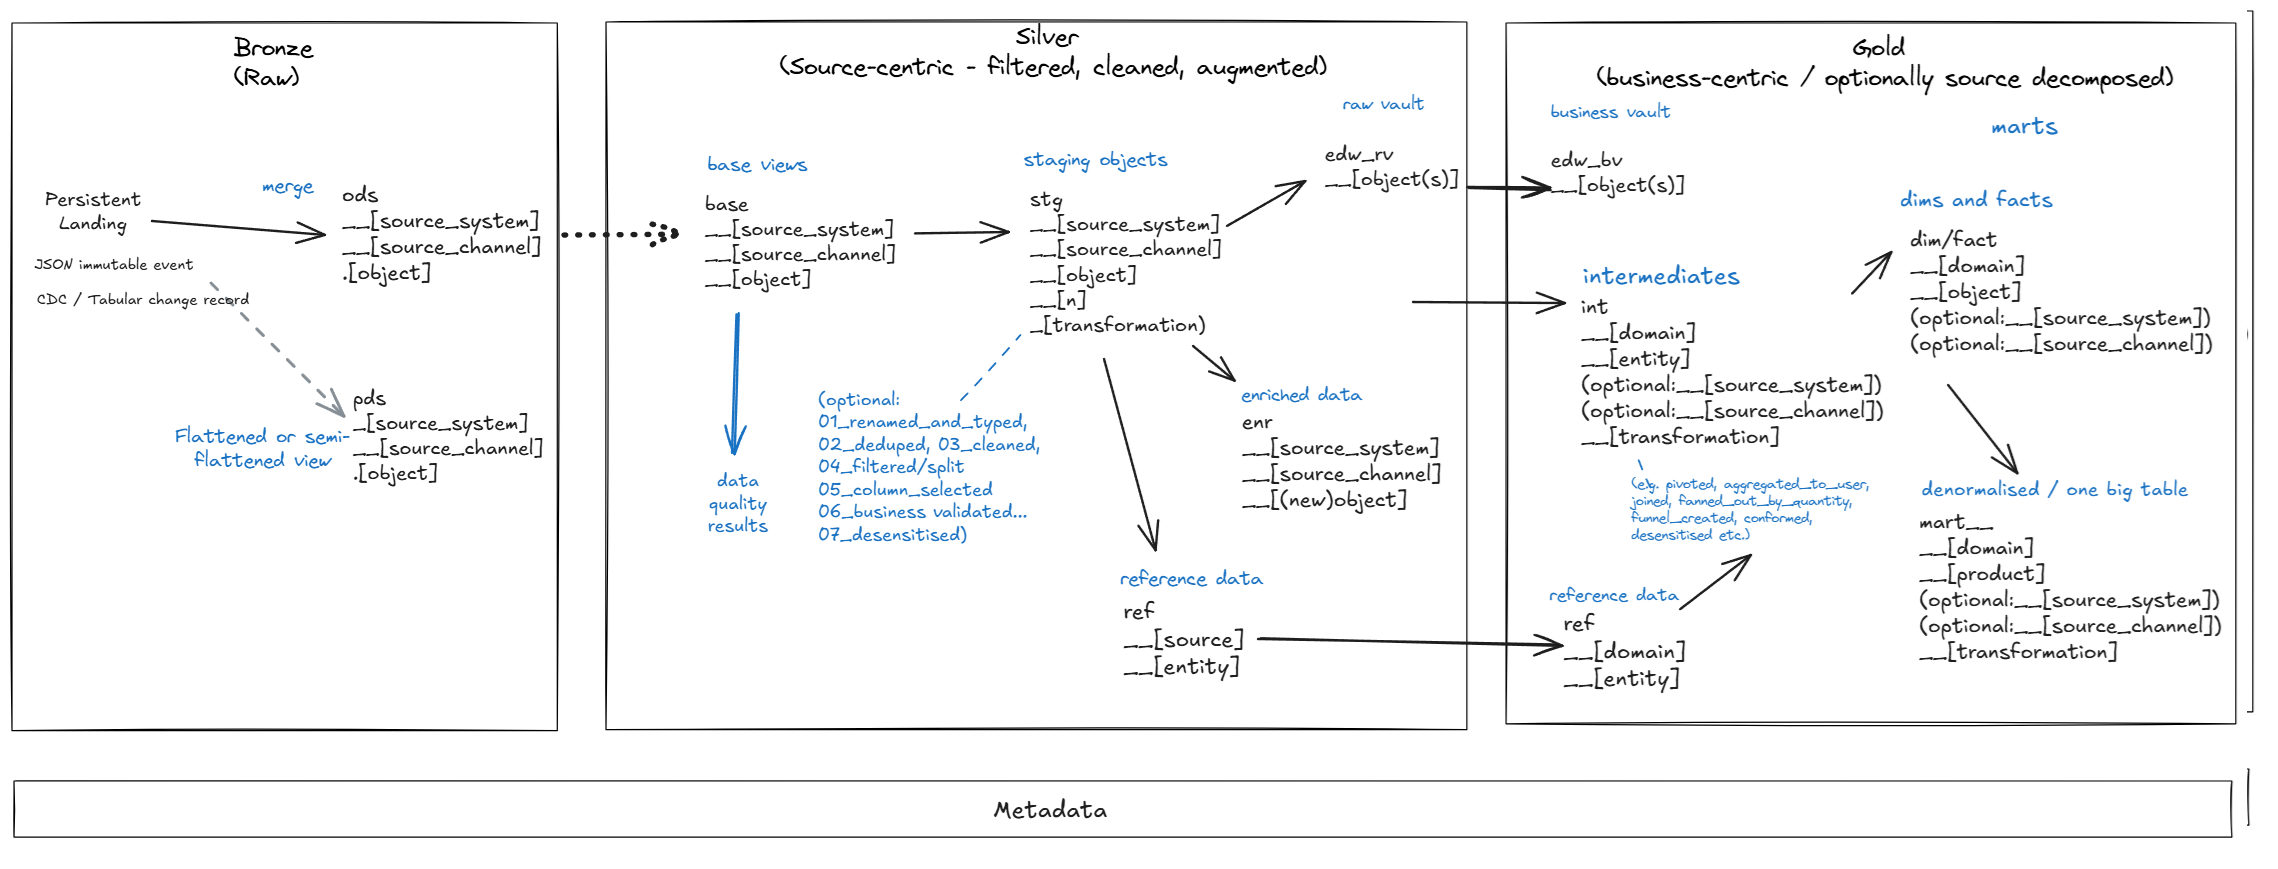 Bronze
(Raw)
Persistent
Landing
merge
JSON immutable event
CDC / Tabular change record
ods
__[source_system]
__[source_channel]
.[object]
Flattened or semi-
flattened view
pds
_[source_system]
__[source_channel]
.[object]
Silver
(Source-centric - filtered, cleaned, augmented)
base views
base
__[source_system]
__[source_channel]
__[object]
data
quality
results
staging objects
stg
__[source_system]
__[source_channel]
__[object]
__[n]
_[transformation)
(optional:
01_renamed_and_typed,
02_deduped, 03_cleaned,
04_filtered/split
05_column_selected
06_business validated...
07_desensitised)
raw vault
edw_rv
__[object(s)]
enriched data
enr
__[source_system]
__[source_channel]
__[(new)object]
reference data
ref
__[source]
__[entity]
Gold
(business-centric / optionally source decomposed)
business vault
edw_bv
__[object(s)]
intermediates
int
__[domain]
__[entity]
(optional:__[source_system])
(optional:__[source_channel])
__[transformation]
(e.g. pivoted, aggregated_to_user,
joined, fanned_out_by_quantity,
funnel_created, conformed,
desensitised etc.)
reference data
ref
__[domain]
__[entity]
marts
dims and facts
dim/fact
__[domain]
__[object]
(optional:__[source_system])
(optional:__[source_channel])
denormalised / one big table
mart__
__[domain]
__[product]
(optional:__[source_system])
(optional:__[source_channel])
__[transformation]
Metadata